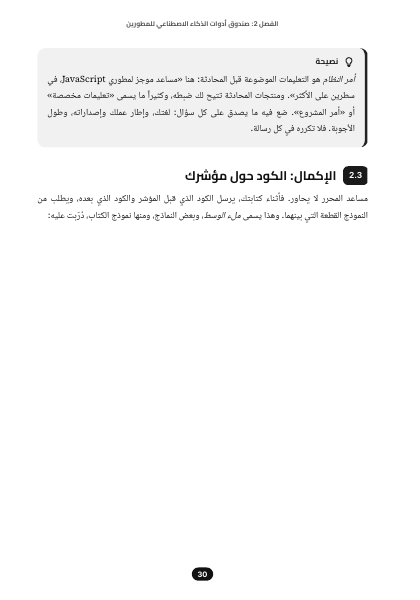 الفصل 2: صندوق أدوات الذكاء الاصطناعي للمطورين
نصيحة
أمر النظام هو التعليمات الموضوعة قبل المحادثة: هنا «مساعد موجز لمطوري JavaScript، في
سطرين على الأكثر». ومنتجات المحادثة تتيح لك ضبطه، وكثيراً ما يسمى «تعليمات مخصصة»
أو «أمر المشروع». ضع فيه ما يصدق على كل سؤال: لغتك، وإطار عملك وإصداراته، وطول
الأجوبة. فلا تكرره في كل رسالة.
2.3 الإكمال: الكود حول مؤشرك
مساعد المحرر لا يحاور. فأثناء كتابتك، يرسل الكود الذي قبل المؤشر والكود الذي بعده، ويطلب من
النموذج القطعة التي بينهما. وهذا يسمى ملء الوسط، وبعض النماذج، ومنها نموذج الكتاب، دُرّبت عليه:
30